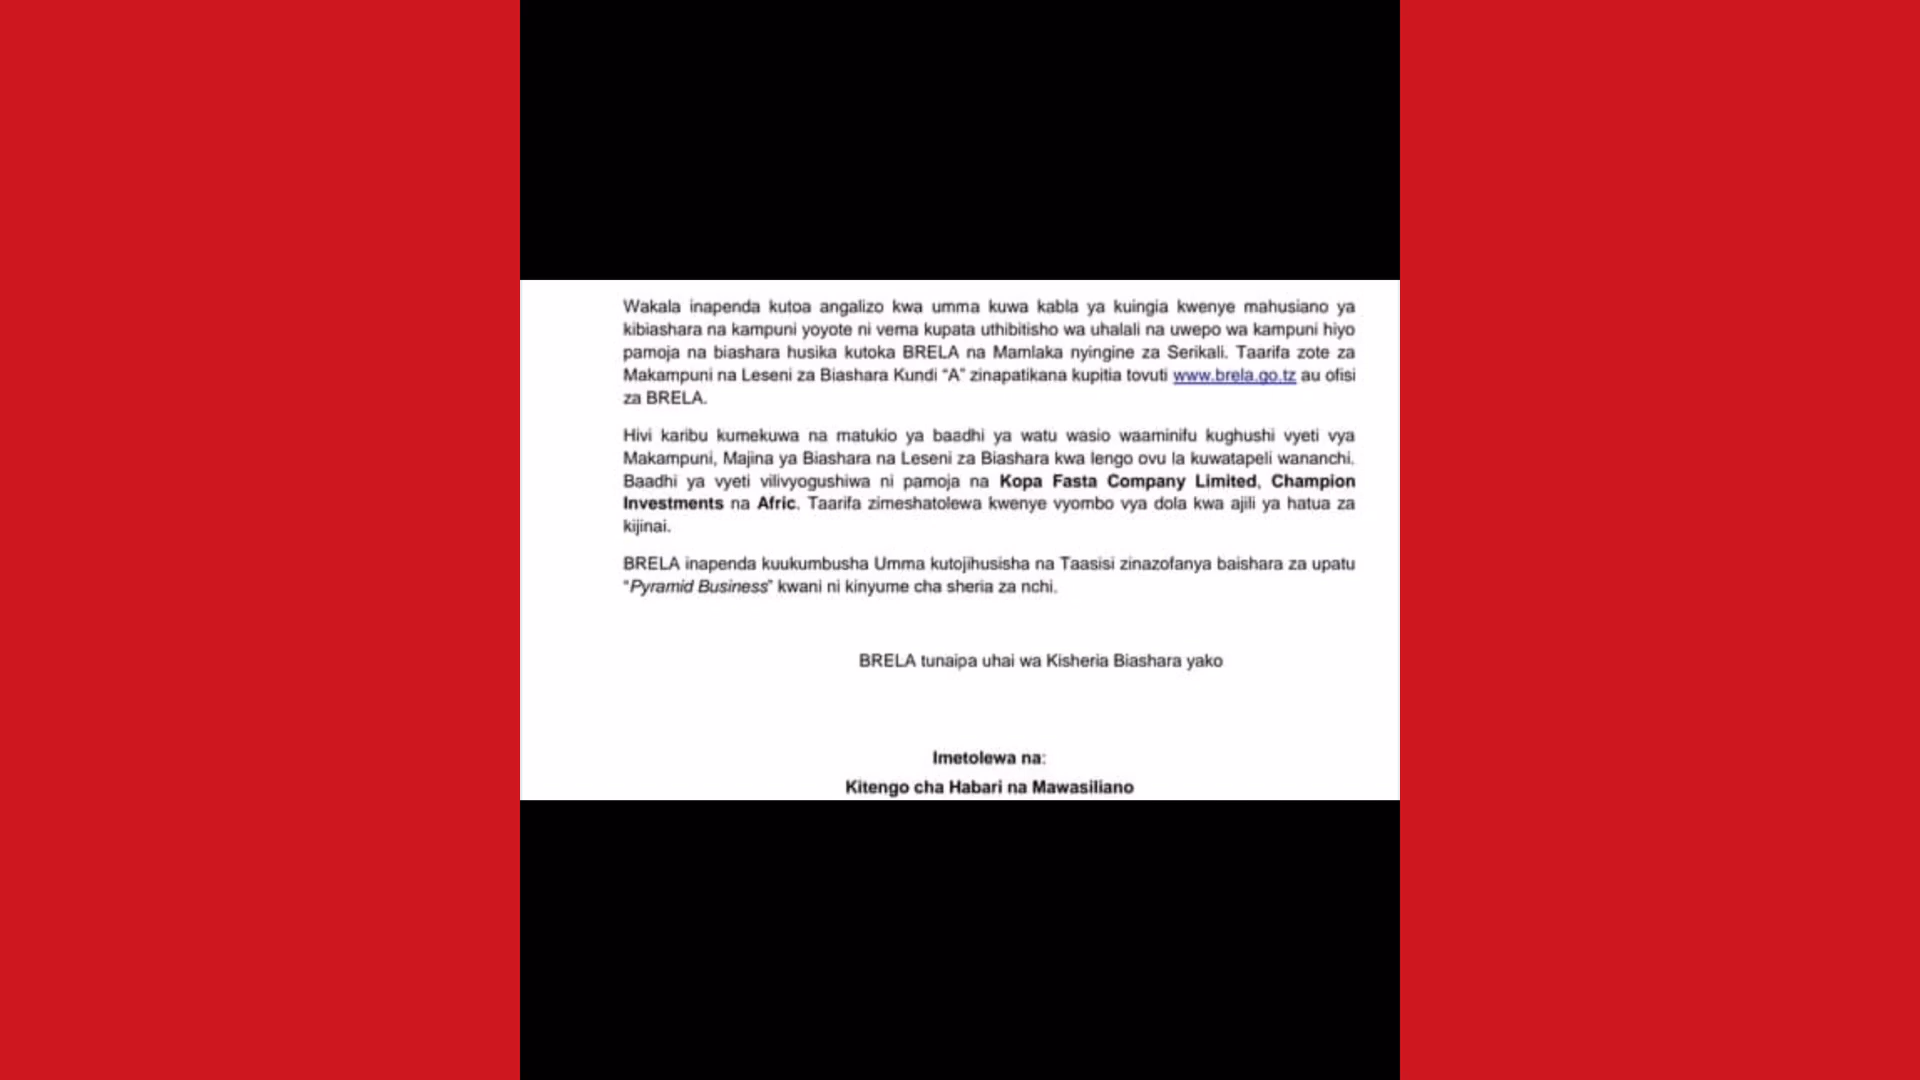 Wakala inapenda kutoa angalizo kwa umma kuwa kabla ya kuingia kwenye mahusiano ya
kibiashara na kampuni yoyote ni vema kupata uthibitisho wa uhalali na uwepo wa kampuni hiyo
pamoja na biashara husika kutoka BRELA na Mamlaka nyingine za Serikali. Taarifa zote za
Makampuni na Leseni za Biashara Kundi “A” zinapatikana kupitia tovuti www.brela.go.tz au ofisi
za BRELA.
Hivi karibu kumekuwa na matukio ya baadhi ya watu wasio waaminifu kughushi vyeti vya
Makampuni, Majina ya Biashara na Leseni za Biashara kwa lengo ovu la kuwatapeli wananchi.
Baadhi ya vyeti vilivyogushiwa ni pamoja na Kopa Fasta Company Limited, Champion
Investments na Afric. Taarifa zimeshatolewa kwenye vyombo vya dola kwa ajili ya hatua za
kijinai.
BRELA inapenda kuukumbusha Umma kutojihusisha na Taasisi zinazofanya baishara za upatu
“Pyramid Business” kwani ni kinyume cha sheria za nchi.
BRELA tunaipa uhai wa Kisheria Biashara yako
Imetolewa na:
Kitengo cha Habari na Mawasiliano